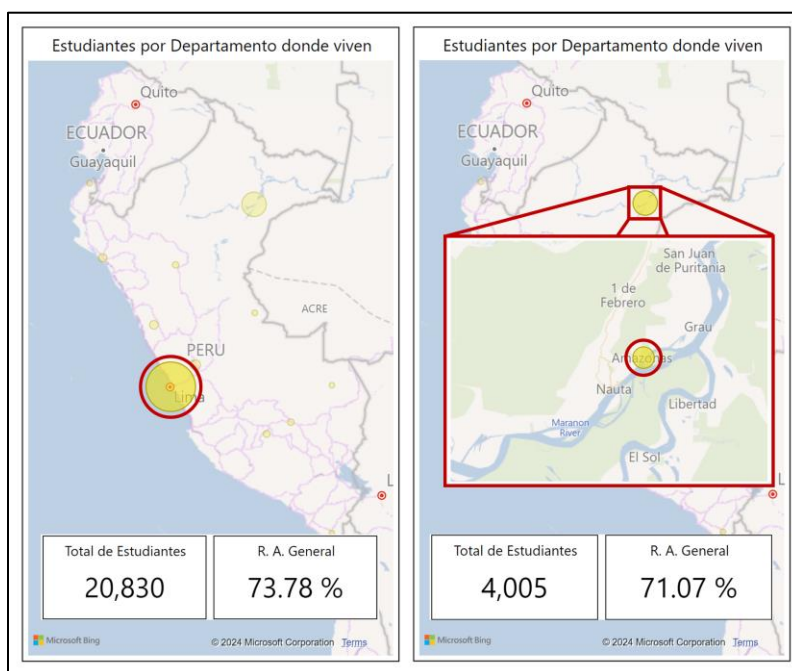 Estudiantes por Departamento donde viven
Quito
ECUADOR
Guayaquil
ACRE
PERU
Lima
L
Total de Estudiantes
20,830
R. A. General
73.78 %
Microsoft Bing
© 2024 Microsoft Corporation Terms
Estudiantes por Departamento donde viven
Quito
ECUADOR
Guayaquil
San Juan
de Puritania
1 de
Febrero
Grau
Amazonas
Nauta
Libertad
Maranon
River
El Sol
L
Total de Estudiantes
4,005
R. A. General
71.07 %
Microsoft Bing
© 2024 Microsoft Corporation Terms